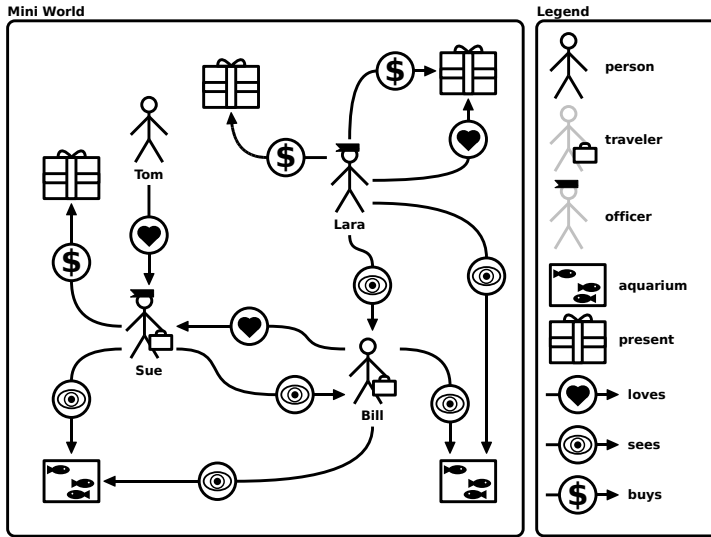 Mini World
Legend
person
traveler
officer
aquarium
present
loves
sees
buys
Tom
Lara
Sue
Bill
$
$
$
$